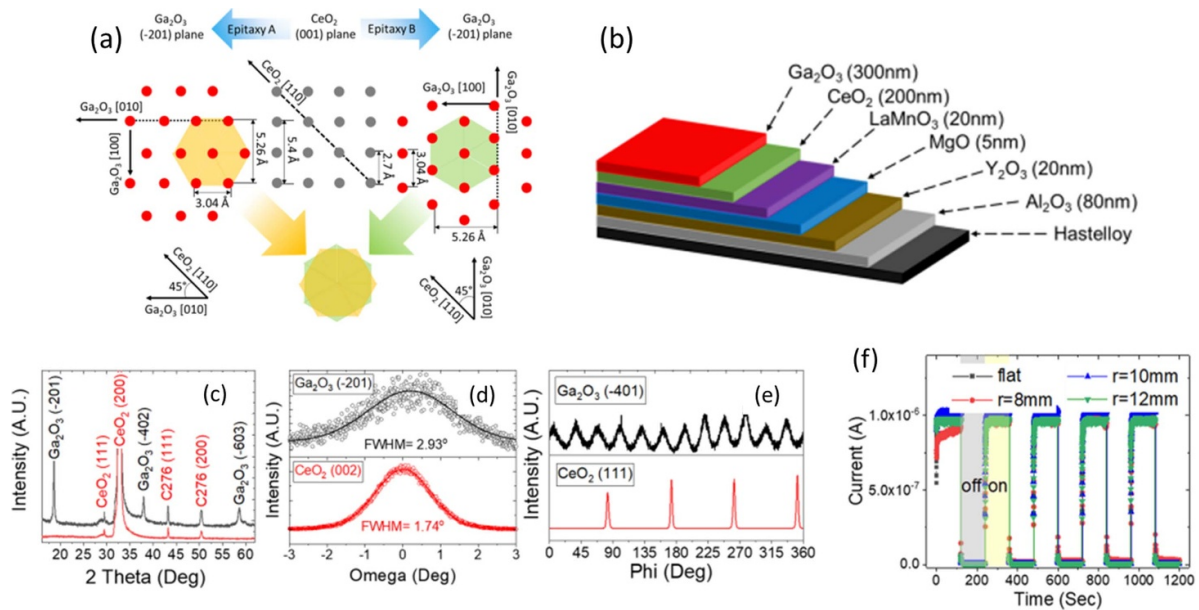 (a)
Ga₂O₃
(-201) plane
Epitaxy A
CeO₂
(001) plane
Epitaxy B
Ga₂O₃
(-201) plane
CeO₂ [110]
Ga₂O₃ [010]
Ga₂O₃ [100]
5.26 Å
3.04 Å
5.4 Å
2.7 Å
3.04 Å
Ga₂O₃ [100]
Ga₂O₃ [010]
5.26 Å
CeO₂ [110]
45°
Ga₂O₃ [010]
CeO₂ [110]
45°
Ga₂O₃ [010]
(b)
Ga₂O₃ (300nm)
CeO₂ (200nm)
LaMnO₃ (20nm)
MgO (5nm)
Y₂O₃ (20nm)
Al₂O₃ (80nm)
Hastelloy
(c)
Intensity (A.U.)
Ga₂O₃ (-201)
CeO₂ (111)
CeO₂ (200)
Ga₂O₃ (-402)
C276 (111)
C276 (200)
Ga₂O₃ (-603)
20 30 40 50 60
2 Theta (Deg)
(d)
Intensity (A.U.)
Ga₂O₃ (-201)
FWHM= 2.93°
CeO₂ (002)
FWHM= 1.74°
-3 -2 -1 0 1 2 3
Omega (Deg)
(e)
Intensity (A.U.)
Ga₂O₃ (-401)
CeO₂ (111)
0 45 90 135 180 225 270 315 360
Phi (Deg)
(f)
flat
r=8mm
r=10mm
r=12mm
Current (A)
1.0x10⁻⁶
5.0x10⁻⁷
0.0
off on
0 200 400 600 800 1000 1200
Time (Sec)